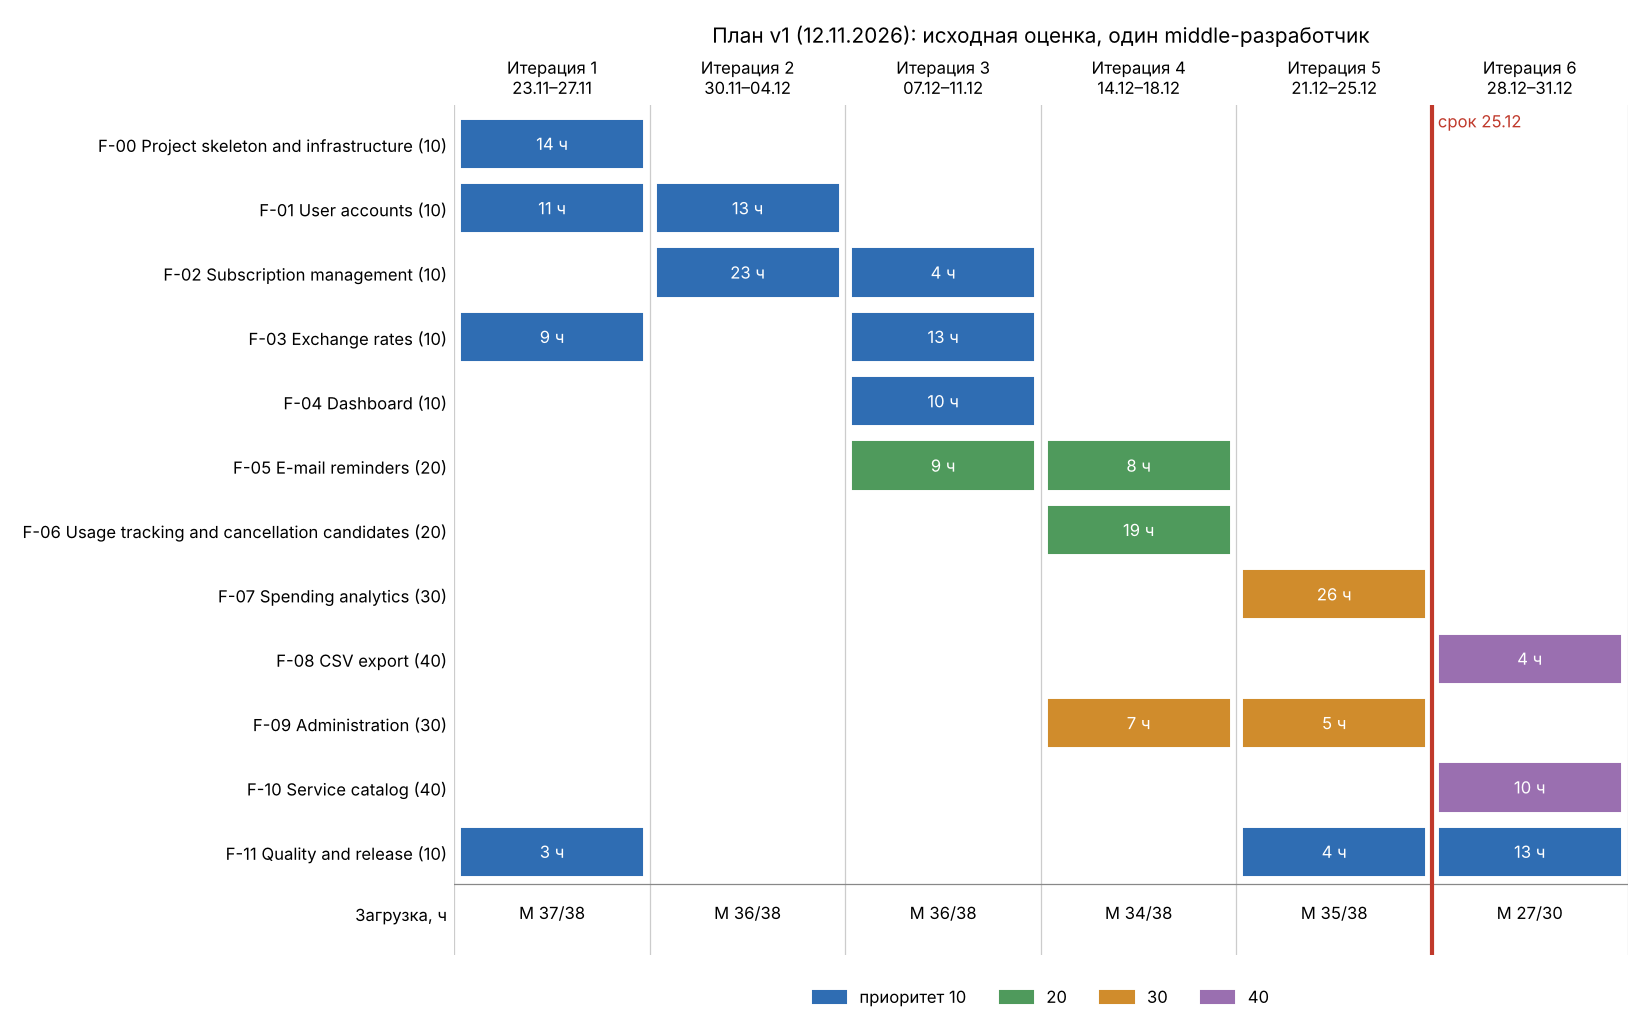 План v1 (12.11.2026): исходная оценка, один middle-разработчик
Итерация 1 Итерация 2 Итерация 3 Итерация 4 Итерация 5 Итерация 6
23.11–27.11 30.11–04.12 07.12–11.12 14.12–18.12 21.12–25.12 28.12–31.12
срок 25.12
F-00 Project skeleton and infrastructure (10) 14 ч
F-01 User accounts (10) 11 ч 13 ч
F-02 Subscription management (10) 23 ч 4 ч
F-03 Exchange rates (10) 9 ч 13 ч
F-04 Dashboard (10) 10 ч
F-05 E-mail reminders (20) 9 ч 8 ч
F-06 Usage tracking and cancellation candidates (20) 19 ч
F-07 Spending analytics (30) 26 ч
F-08 CSV export (40) 4 ч
F-09 Administration (30) 7 ч 5 ч
F-10 Service catalog (40) 10 ч
F-11 Quality and release (10) 3 ч 4 ч 13 ч
Загрузка, ч M 37/38 M 36/38 M 36/38 M 34/38 M 35/38 M 27/30
приоритет 10 20 30 40